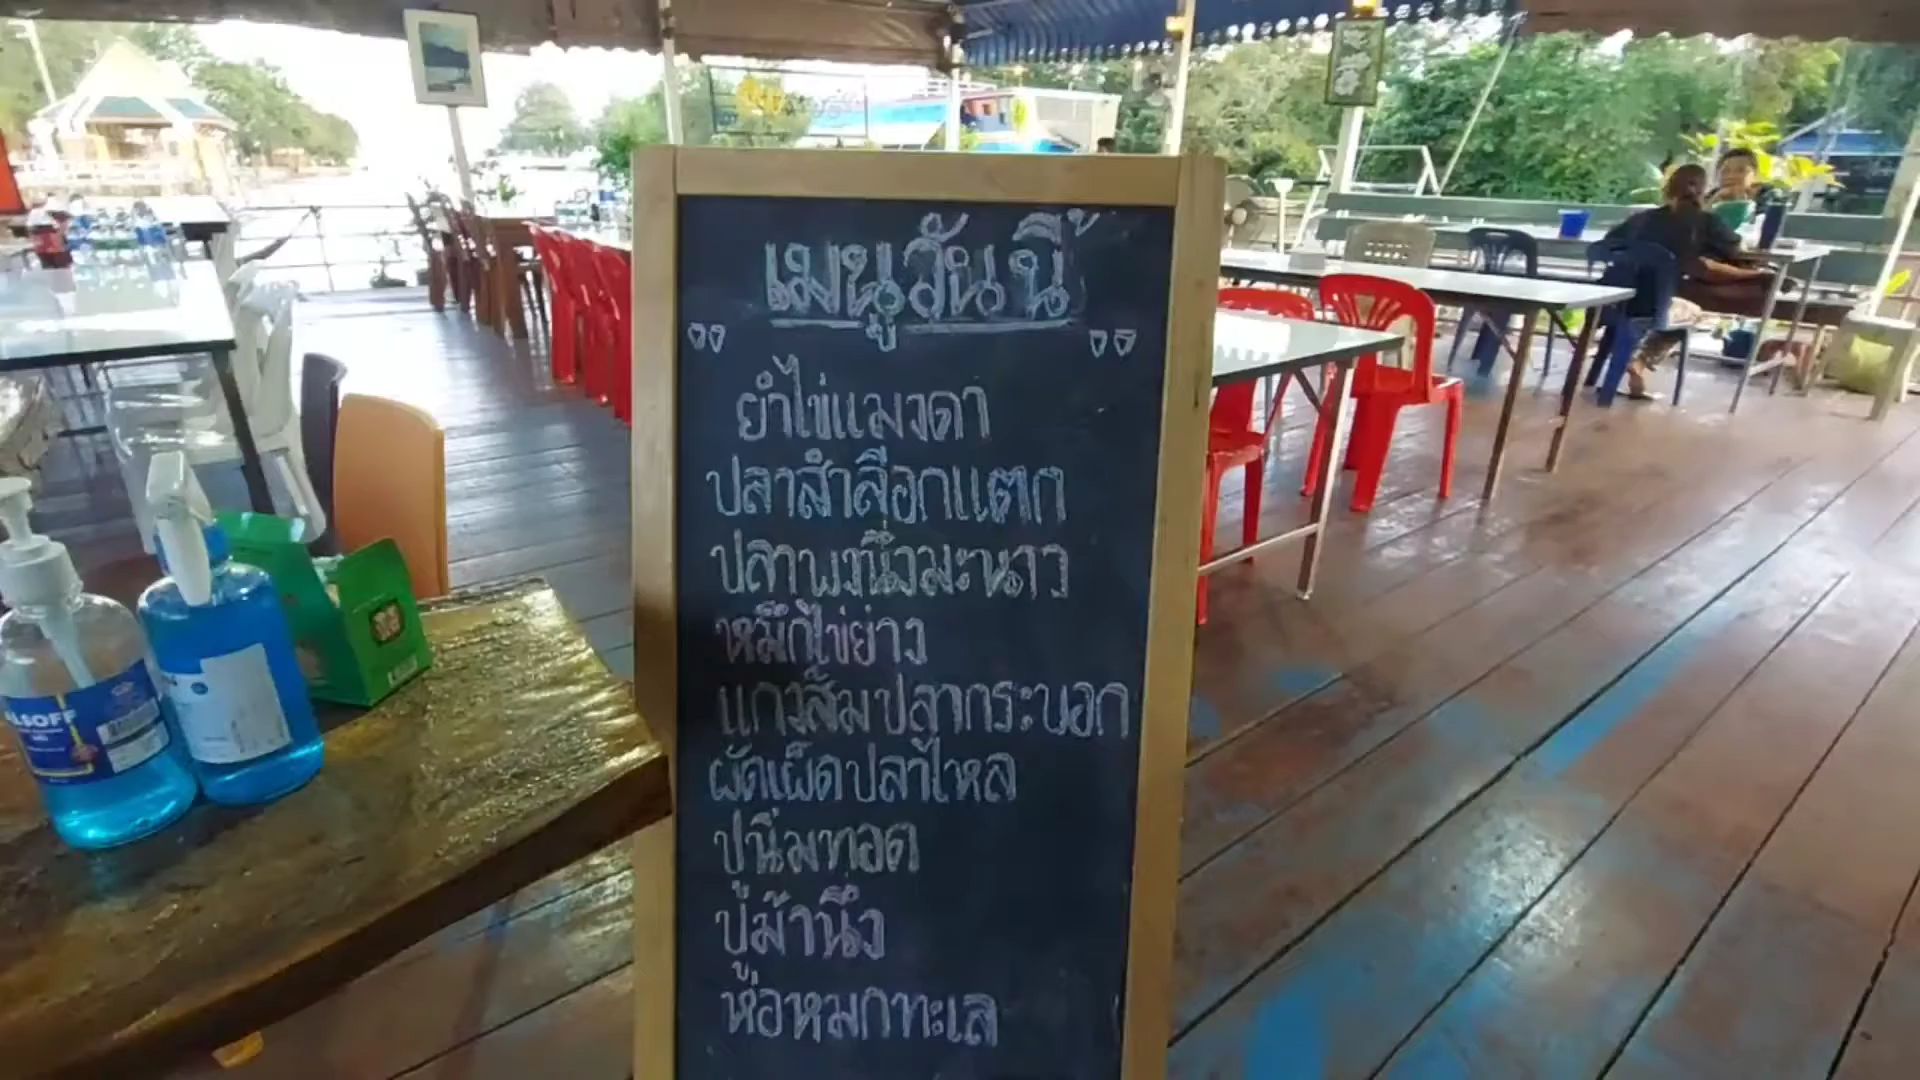 เมนูวันนี้
" "
ยำไข่แมงดา
ปลาสำลีอกแตก
ปลาพงนึ่งมะนาว
หมึกไข่ย่าง
แกงส้มปลากระบอก
ผัดเผ็ดปลาไหล
ปูนิ่มทอด
ปูม้านึ่ง
ห่อหมกทะเล
ALSOFF